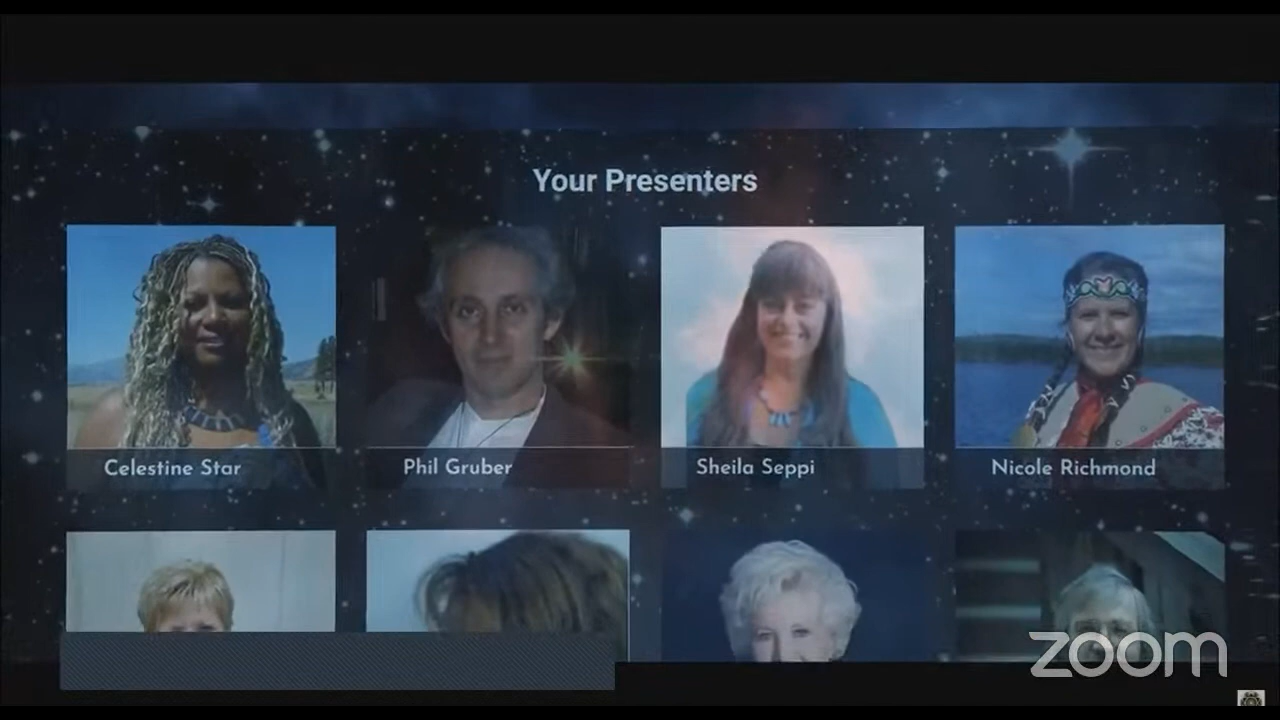 Your Presenters
Celestine Star
Phil Gruber
Sheila Seppi
Nicole Richmond
zoom